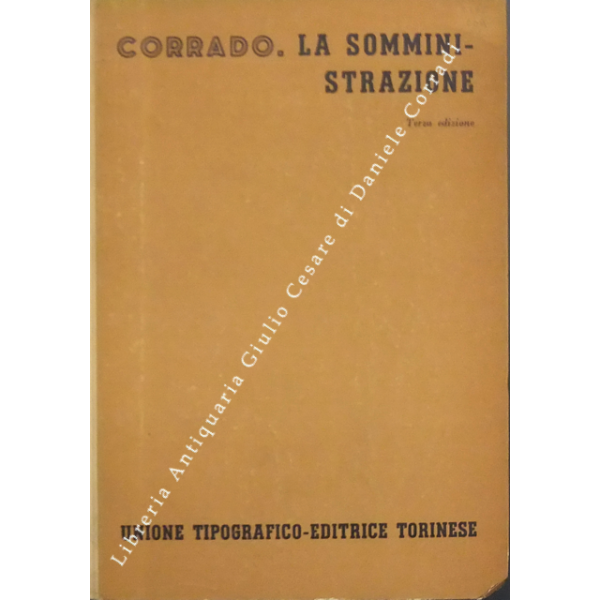 CORRADO. LA SOMMINI-
STRAZIONE
Terza edizione
Libreria Antiquaria Giulio Cesare di Daniele Corradi
UNIONE TIPOGRAFICO-EDITRICE TORINESE